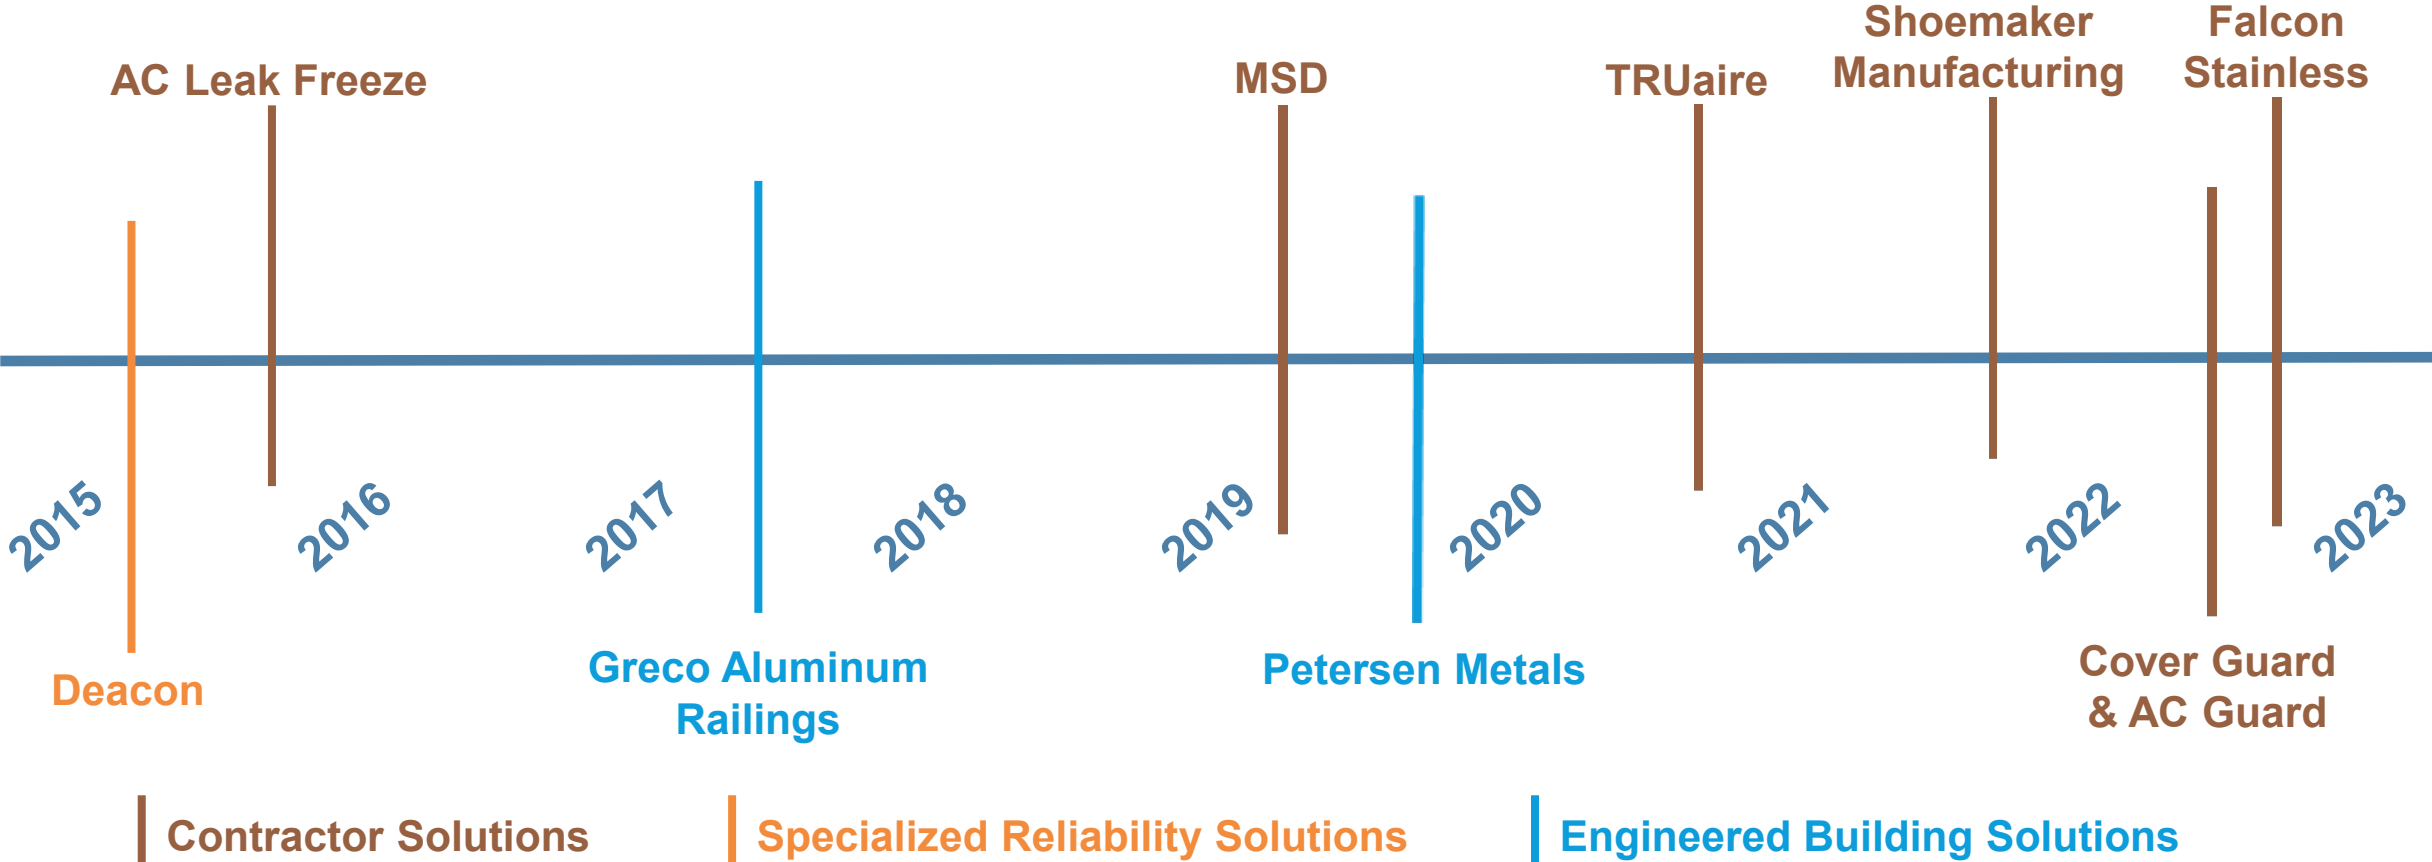 Shoemaker
Manufacturing
Falcon
Stainless
AC Leak Freeze
MSD
TRUaire
2015
2016
2017
2018
2019
2020
2021
2022
2023
Deacon
Greco Aluminum
Railings
Petersen Metals
Cover Guard
& AC Guard
Contractor Solutions
Specialized Reliability Solutions
Engineered Building Solutions